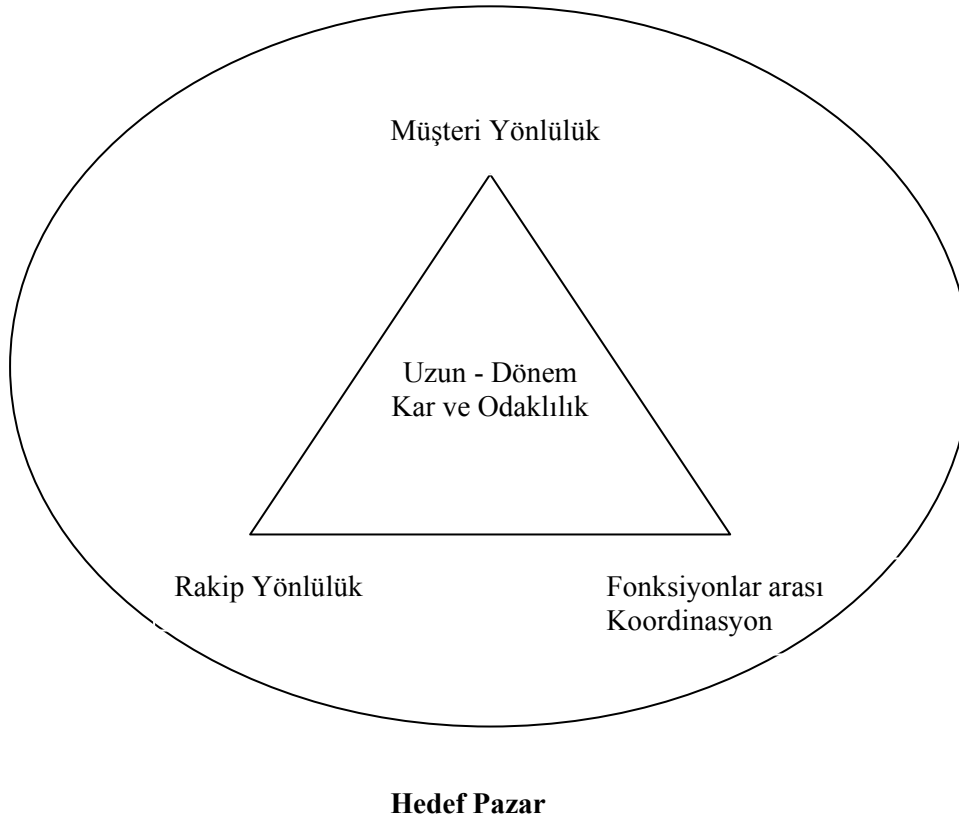 Müşteri Yönlülük
Uzun - Dönem
Kar ve Odaklılık
Rakip Yönlülük
Fonksiyonlar arası
Koordinasyon
Hedef Pazar